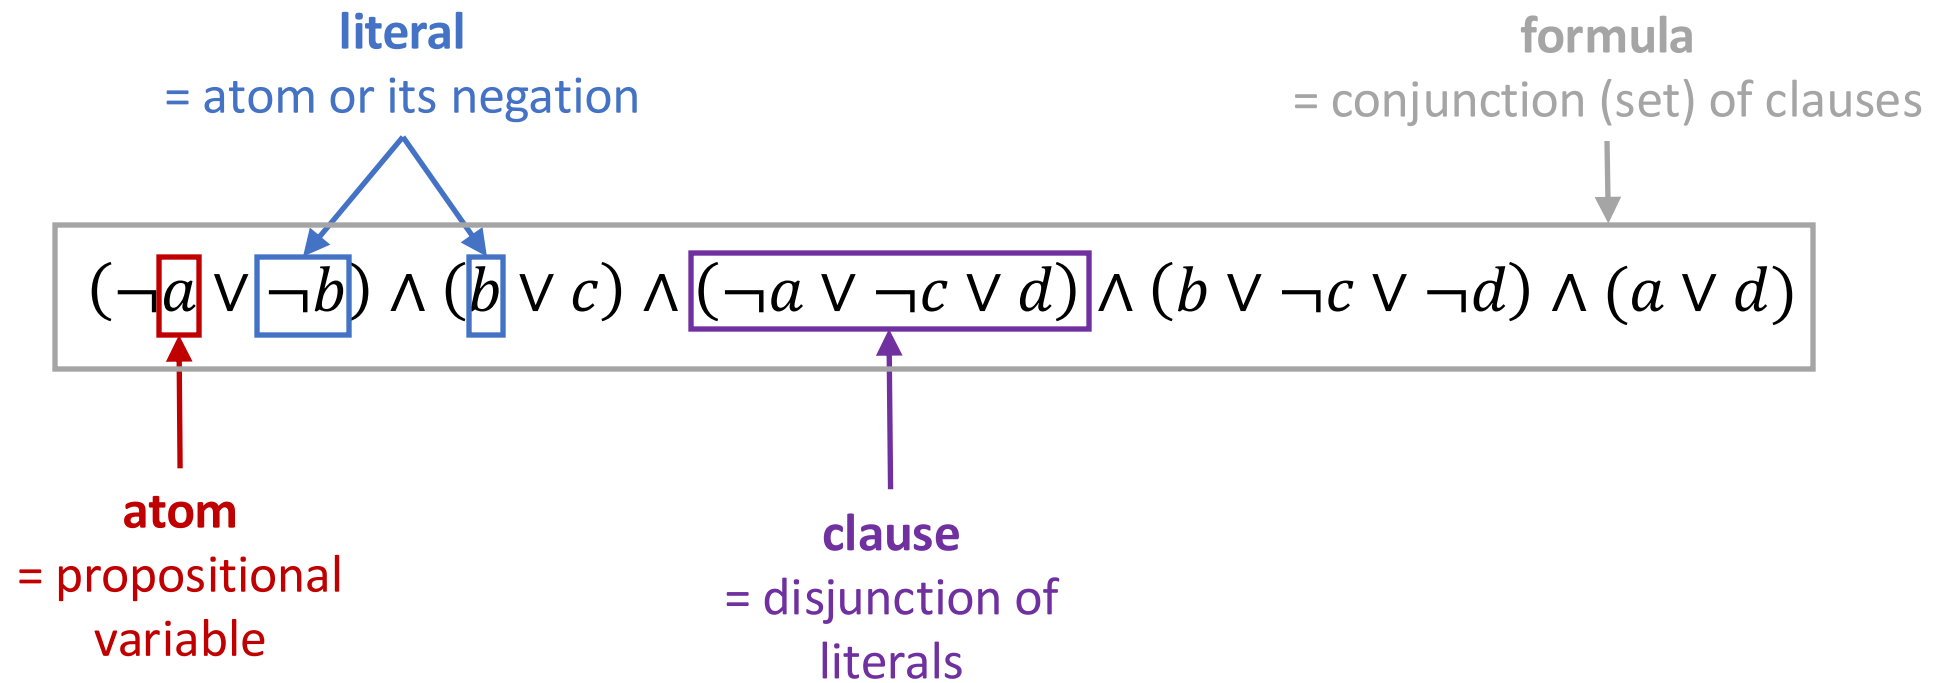 literal
= atom or its negation
formula
= conjunction (set) of clauses
(¬a ∨ ¬b) ∧ (b ∨ c) ∧ (¬a ∨ ¬c ∨ d) ∧ (b ∨ ¬c ∨ ¬d) ∧ (a ∨ d)
atom
= propositional
variable
clause
= disjunction of
literals